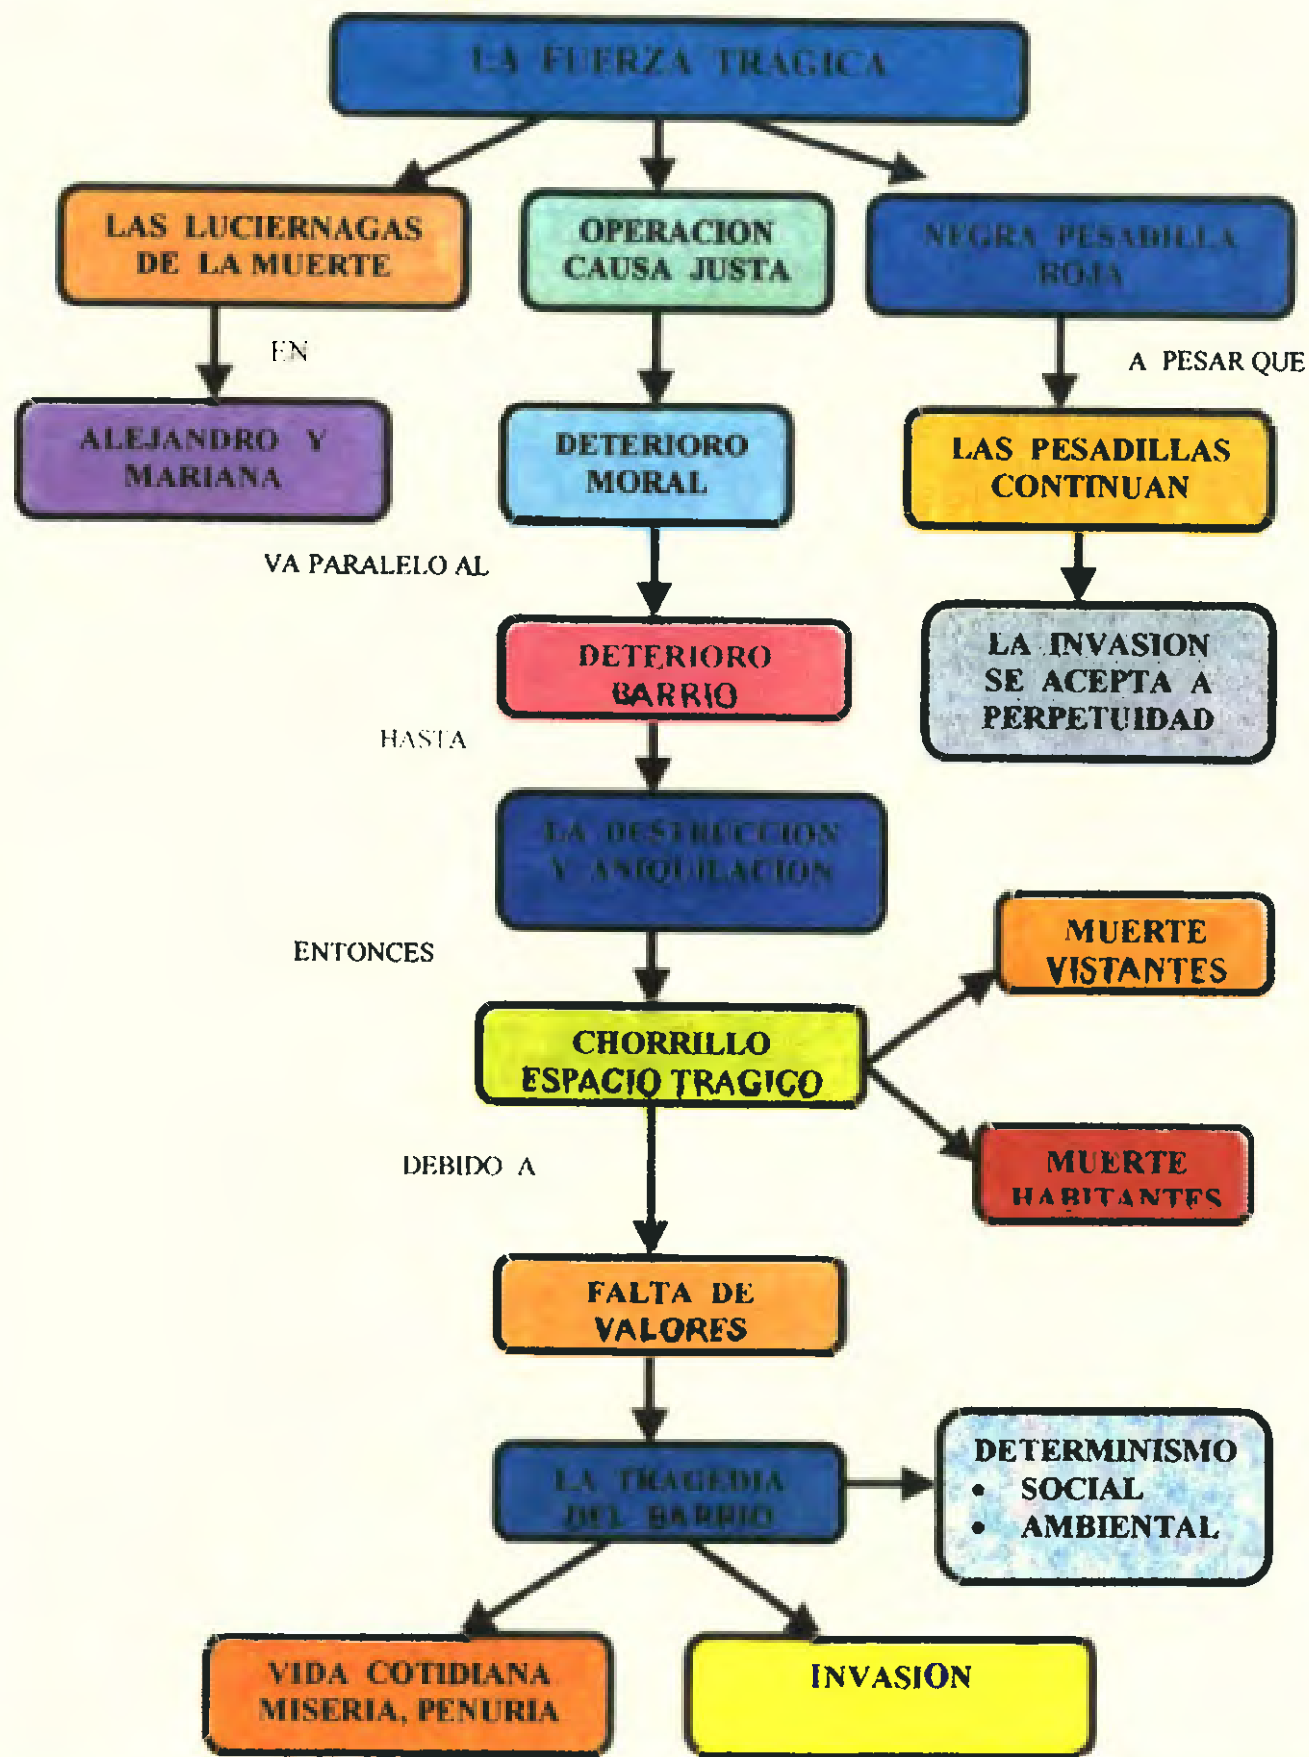 LA FUERZA TRAGICA
LAS LUCIERNAGAS
DE LA MUERTE
OPERACION
CAUSA JUSTA
NEGRA PESADILLA
ROJA
EN
A PESAR QUE
ALEJANDRO Y
MARIANA
DETERIORO
MORAL
LAS PESADILLAS
CONTINUAN
VA PARALELO AL
DETERIORO
BARRIO
LA INVASION
SE ACEPTA A
PERPETUIDAD
HASTA
LA DESTRUCCION
Y ANIQUILACION
ENTONCES
MUERTE
VISTANTES
CHORRILLO
ESPACIO TRAGICO
DEBIDO A
MUERTE
HABITANTES
FALTA DE
VALORES
LA TRAGEDIA
DEL BARRIO
DETERMINISMO
• SOCIAL
• AMBIENTAL
VIDA COTIDIANA
MISERIA, PENURIA
INVASION